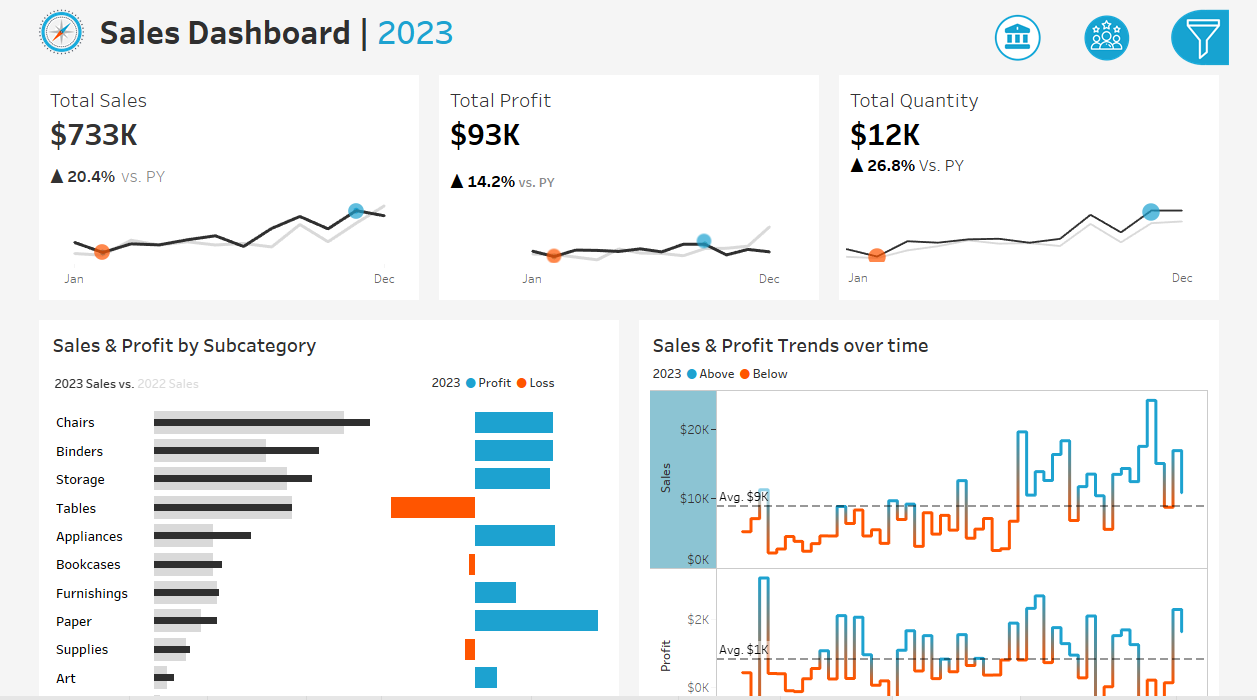 Sales Dashboard | 2023
Total Sales
$733K
▲ 20.4% vs. PY
Jan
Dec
Total Profit
$93K
▲ 14.2% vs. PY
Jan
Dec
Total Quantity
$12K
▲ 26.8% Vs. PY
Jan
Dec
Sales & Profit by Subcategory
2023 Sales vs. 2022 Sales
2023 Profit Loss
Chairs
Binders
Storage
Tables
Appliances
Bookcases
Furnishings
Paper
Supplies
Art
Sales & Profit Trends over time
2023 Above Below
Sales
$20K
$10K
$0K
Avg. $9K
Profit
$2K
$0K
Avg. $1K